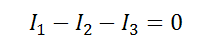 I₁ − I₂ − I₃ = 0